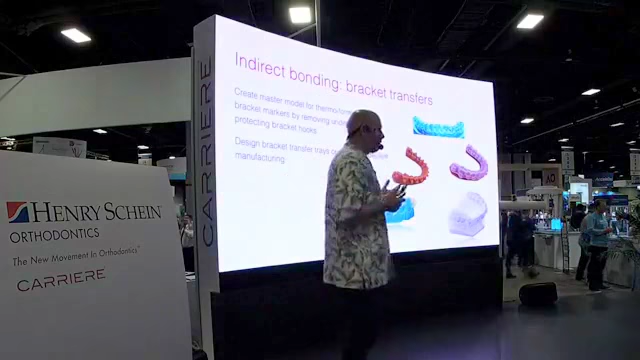 Indirect bonding: bracket transfers
Create master model for
bracket markers by removing
protecting bracket hooks.
Design bracket transfer trays
manufacturing.
CARRIERE
HENRY SCHEIN
ORTHODONTICS
The New Movement in Orthodontics
CARRIERE